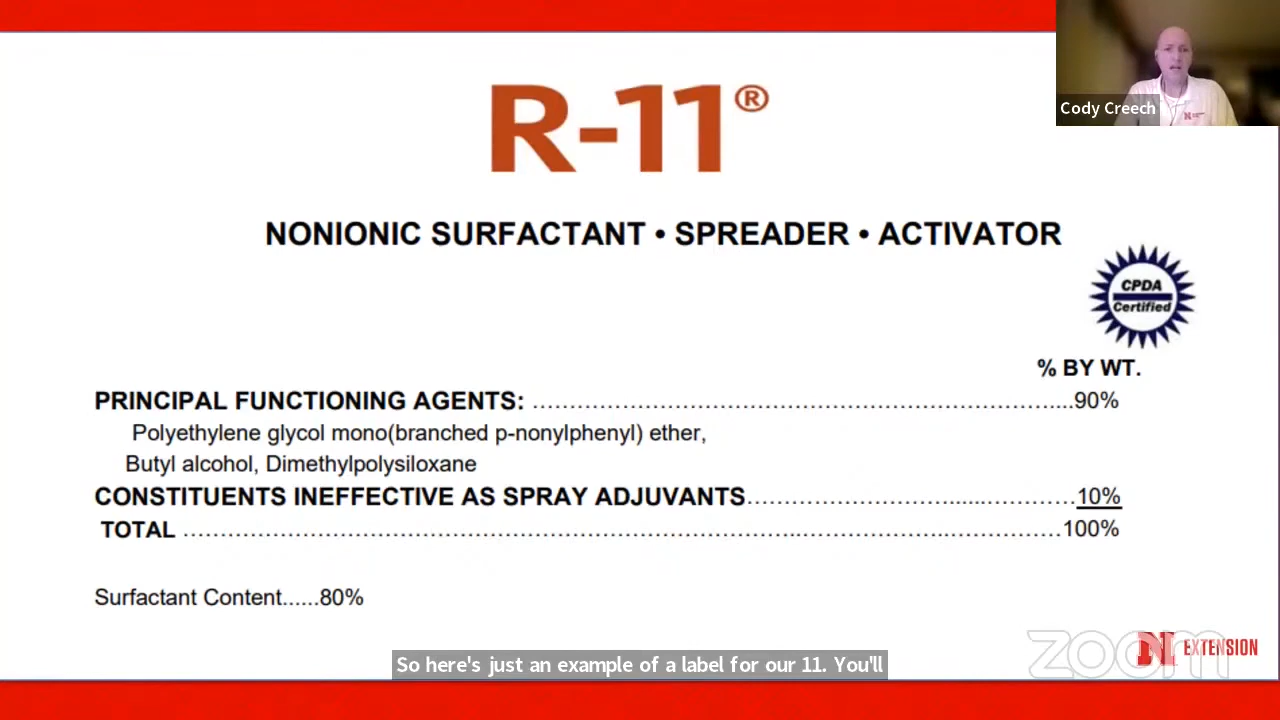 Cody Creech
R-11®
NONIONIC SURFACTANT • SPREADER • ACTIVATOR
CPDA
Certified
% BY WT.
PRINCIPAL FUNCTIONING AGENTS: ................................................90%
Polyethylene glycol mono(branched p-nonylphenyl) ether,
Butyl alcohol, Dimethylpolysiloxane
CONSTITUENTS INEFFECTIVE AS SPRAY ADJUVANTS................................10%
TOTAL ................................................100%
Surfactant Content......80%
zoom
N EXTENSION
So here's just an example of a label for our 11. You'll